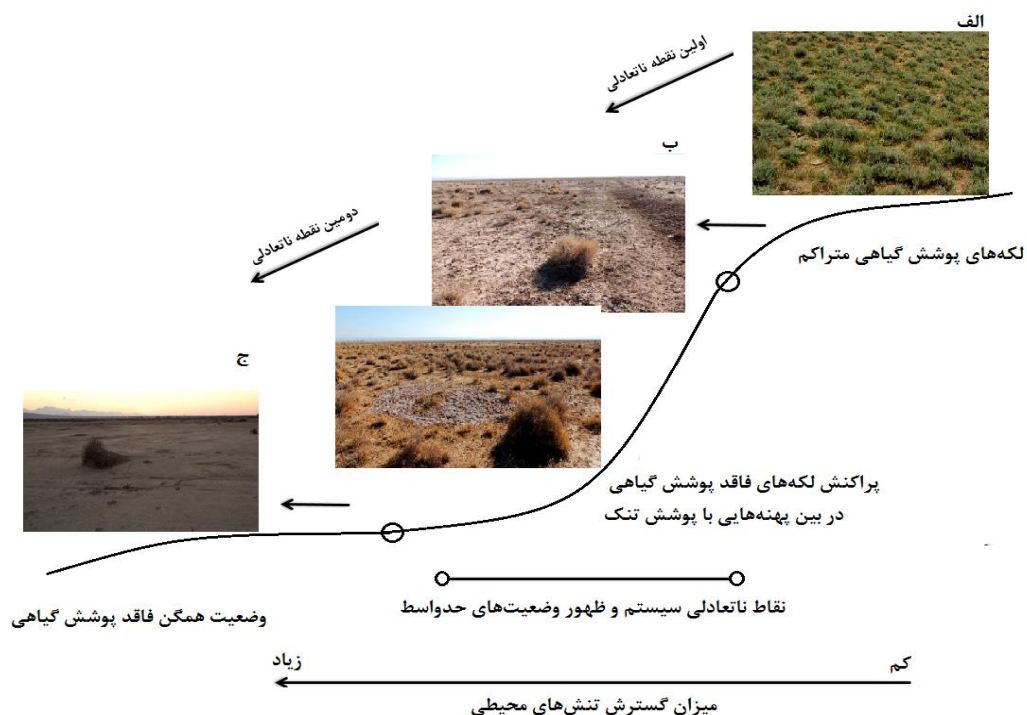 الف
اولین نقطه ناتعادلی
ب
دومین نقطه ناتعادلی
لکه‌های پوشش گیاهی متراکم
ج
پراکنش لکه‌های فاقد پوشش گیاهی
در بین پهنه‌هایی با پوشش تنک
نقاط ناتعادلی سیستم و ظهور وضعیت‌های حدواسط
وضعیت همگن فاقد پوشش گیاهی
کم
زیاد
میزان گسترش تنش‌های محیطی